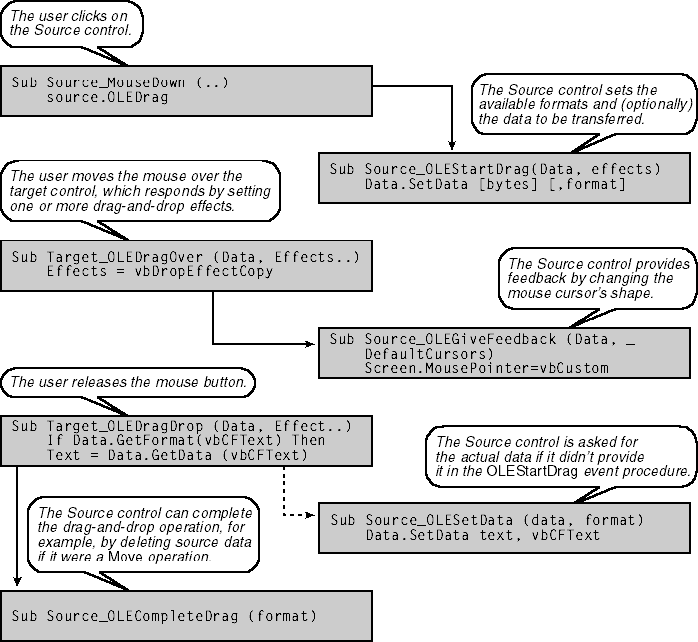 The user clicks on
the Source control.
Sub Source_MouseDown (..)
source.OLEDrag
The Source control sets the
available formats and (optionally)
the data to be transferred.
Sub Source_OLEStartDrag(Data, effects)
Data.SetData [bytes] [,format]
The user moves the mouse over the
target control, which responds by setting
one or more drag-and-drop effects.
Sub Target_OLEDragOver (Data, Effects..)
Effects = vbDropEffectCopy
The Source control provides
feedback by changing the
mouse cursor's shape.
Sub Source_OLEGiveFeedback (Data, _
DefaultCursors)
Screen.MousePointer=vbCustom
The user releases the mouse button.
Sub Target_OLEDragDrop (Data, Effect..)
If Data.GetFormat(vbCFText) Then
Text = Data.GetData (vbCFText)
The Source control is asked for
the actual data if it didn't provide
it in the OLEStartDrag event procedure.
Sub Source_OLESetData (data, format)
Data.SetData text, vbCFText
The Source control can complete
the drag-and-drop operation, for
example, by deleting source data
if it were a Move operation.
Sub Source_OLECompleteDrag (format)